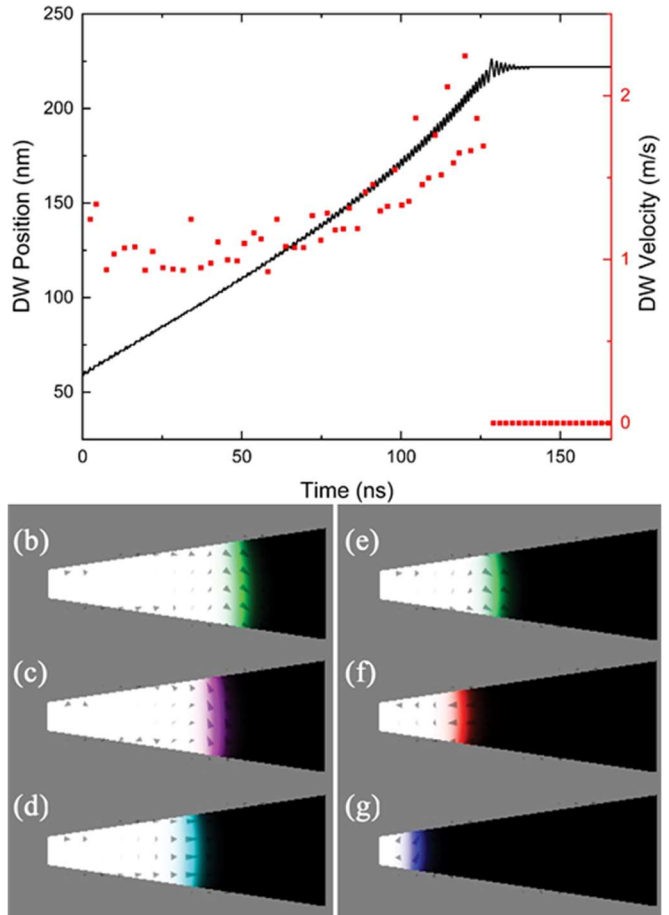 250
200
150
100
50
DW Position (nm)
0
50
100
150
Time (ns)
2
1
0
DW Velocity (m/s)
(b)
(e)
(c)
(f)
(d)
(g)